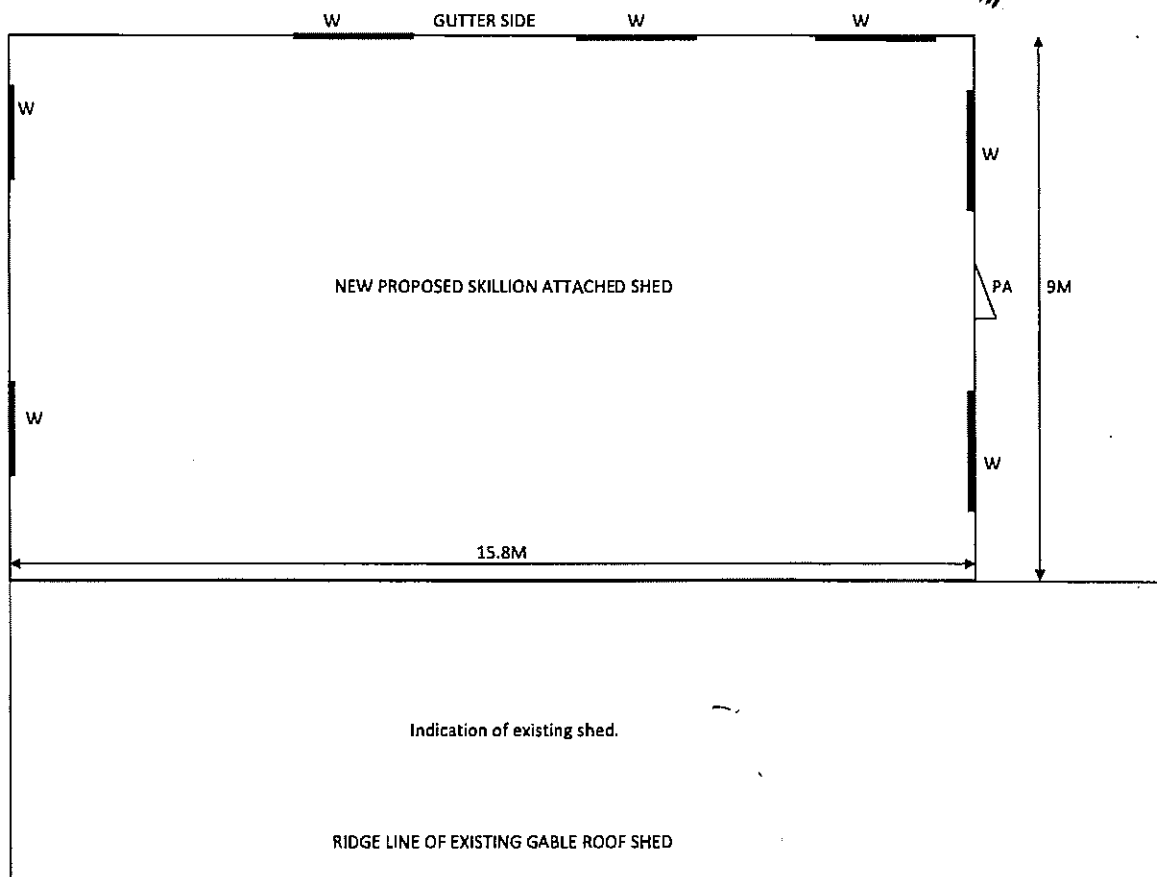 W GUTTER SIDE W W
W
W
NEW PROPOSED SKILLION ATTACHED SHED
PA
9M
W
W
15.8M
Indication of existing shed.
RIDGE LINE OF EXISTING GABLE ROOF SHED